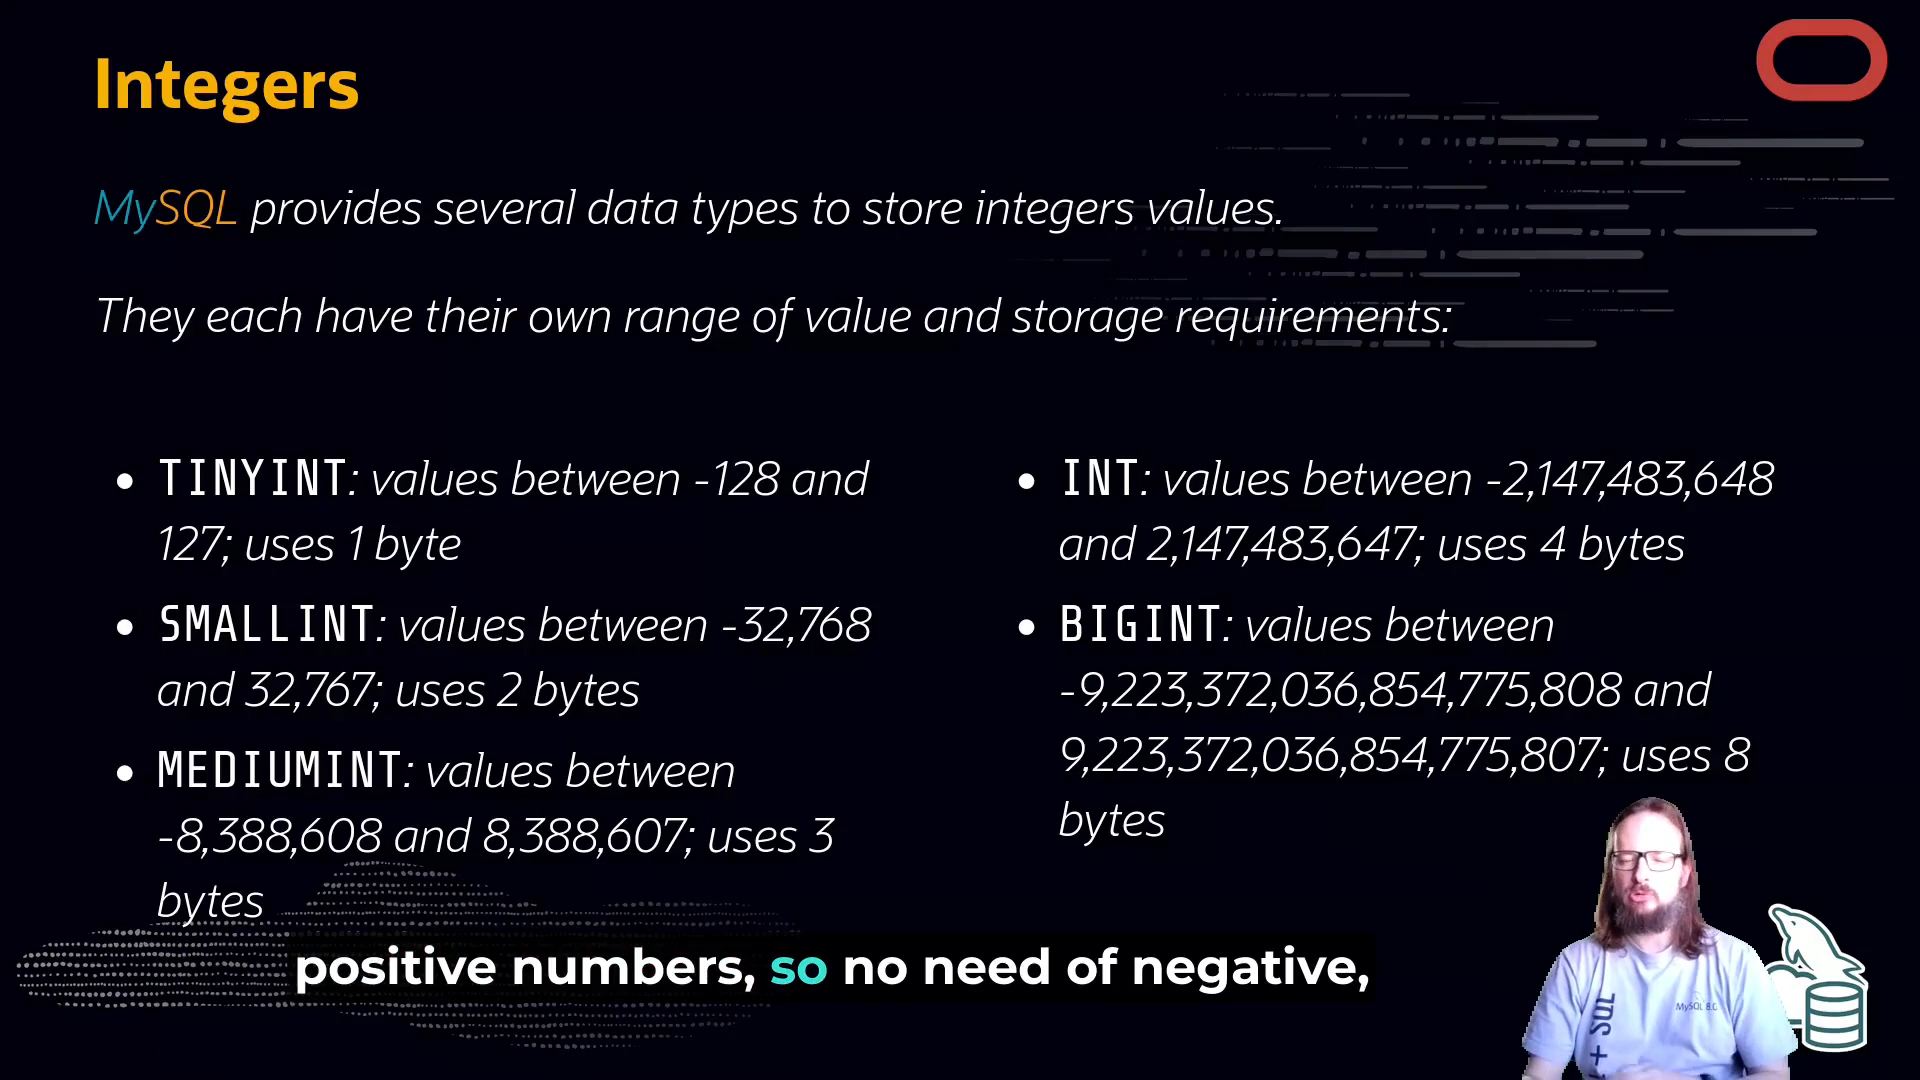 Integers
MySQL provides several data types to store integers values.
They each have their own range of value and storage requirements:
• TINYINT: values between -128 and
127; uses 1 byte
• SMALLINT: values between -32,768
and 32,767; uses 2 bytes
• MEDIUMINT: values between
-8,388,608 and 8,388,607; uses 3
bytes
• INT: values between -2,147,483,648
and 2,147,483,647; uses 4 bytes
• BIGINT: values between
-9,223,372,036,854,775,808 and
9,223,372,036,854,775,807; uses 8
bytes
positive numbers, so no need of negative,
MySQL 8.0